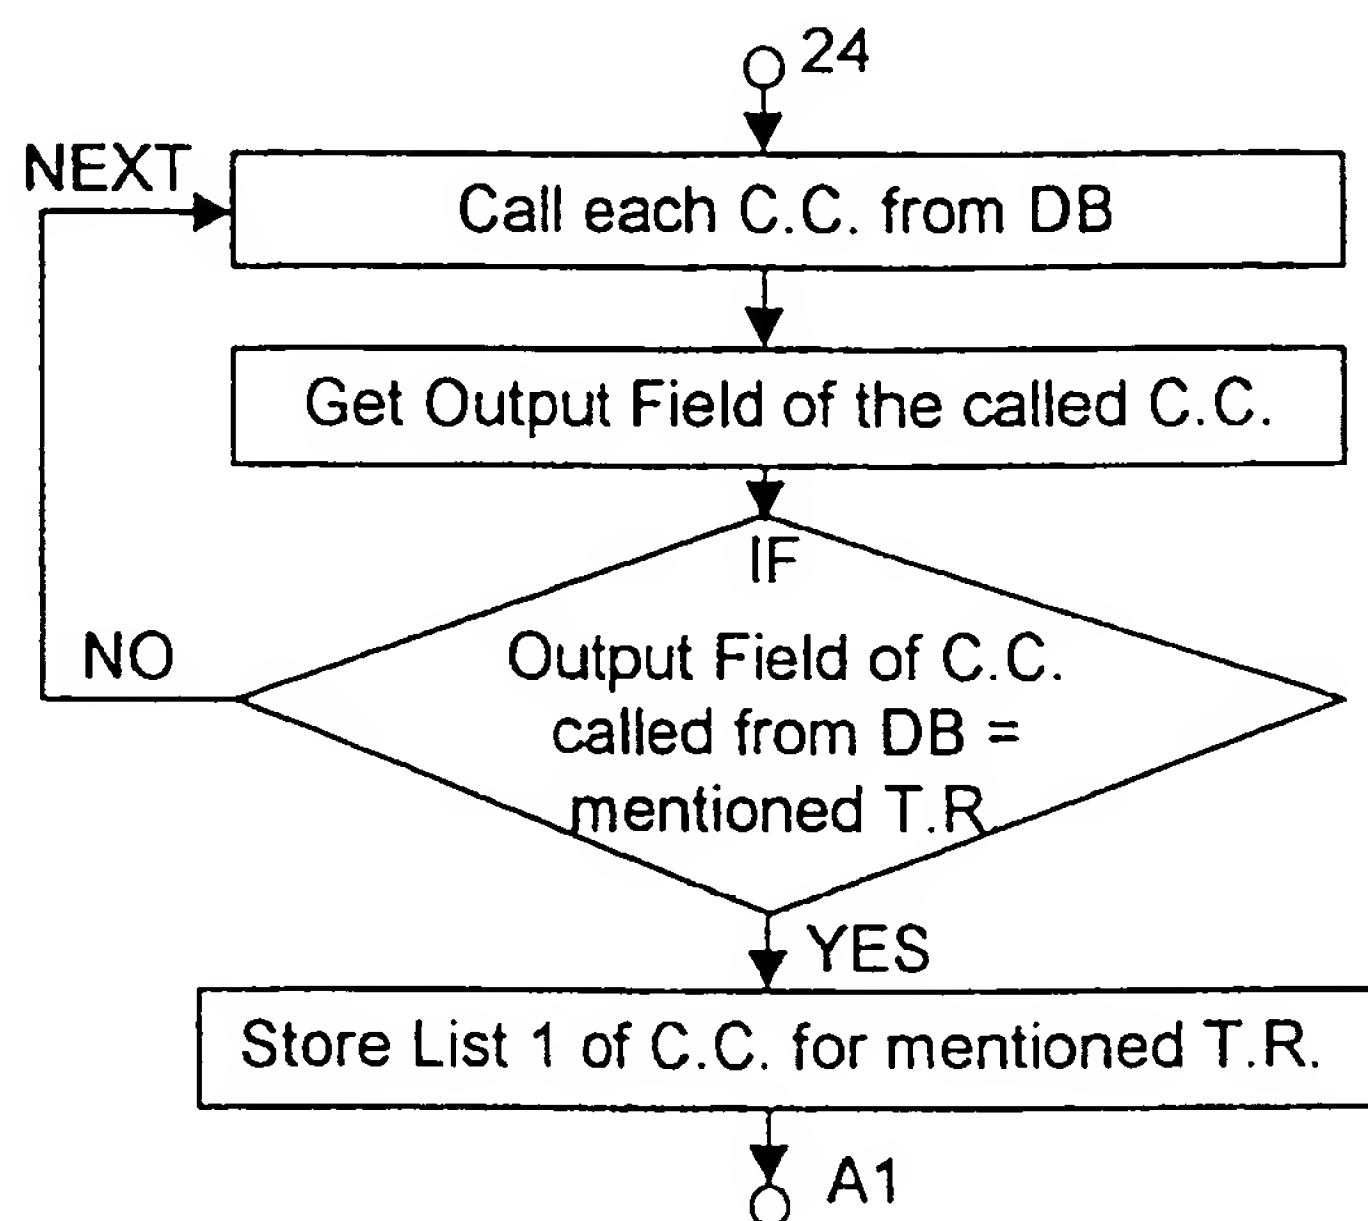 24
NEXT
Call each C.C. from DB
Get Output Field of the called C.C.
IF
NO
Output Field of C.C.
called from DB =
mentioned T.R.
YES
Store List 1 of C.C. for mentioned T.R.
A1